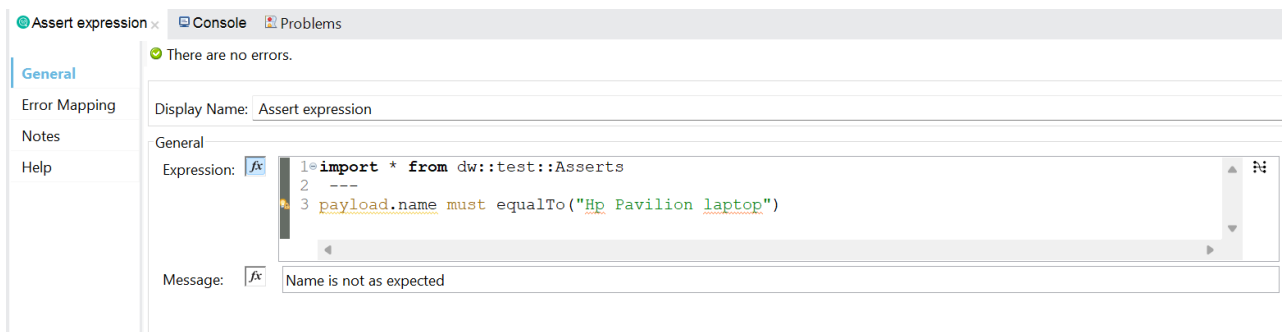 Assert expression Console Problems
There are no errors.
General
Error Mapping
Notes
Help
Display Name: Assert expression
General
Expression: fx
1 import * from dw::test::Asserts
2 ---
3 payload.name must equalTo("Hp Pavilion laptop")
Message: fx Name is not as expected